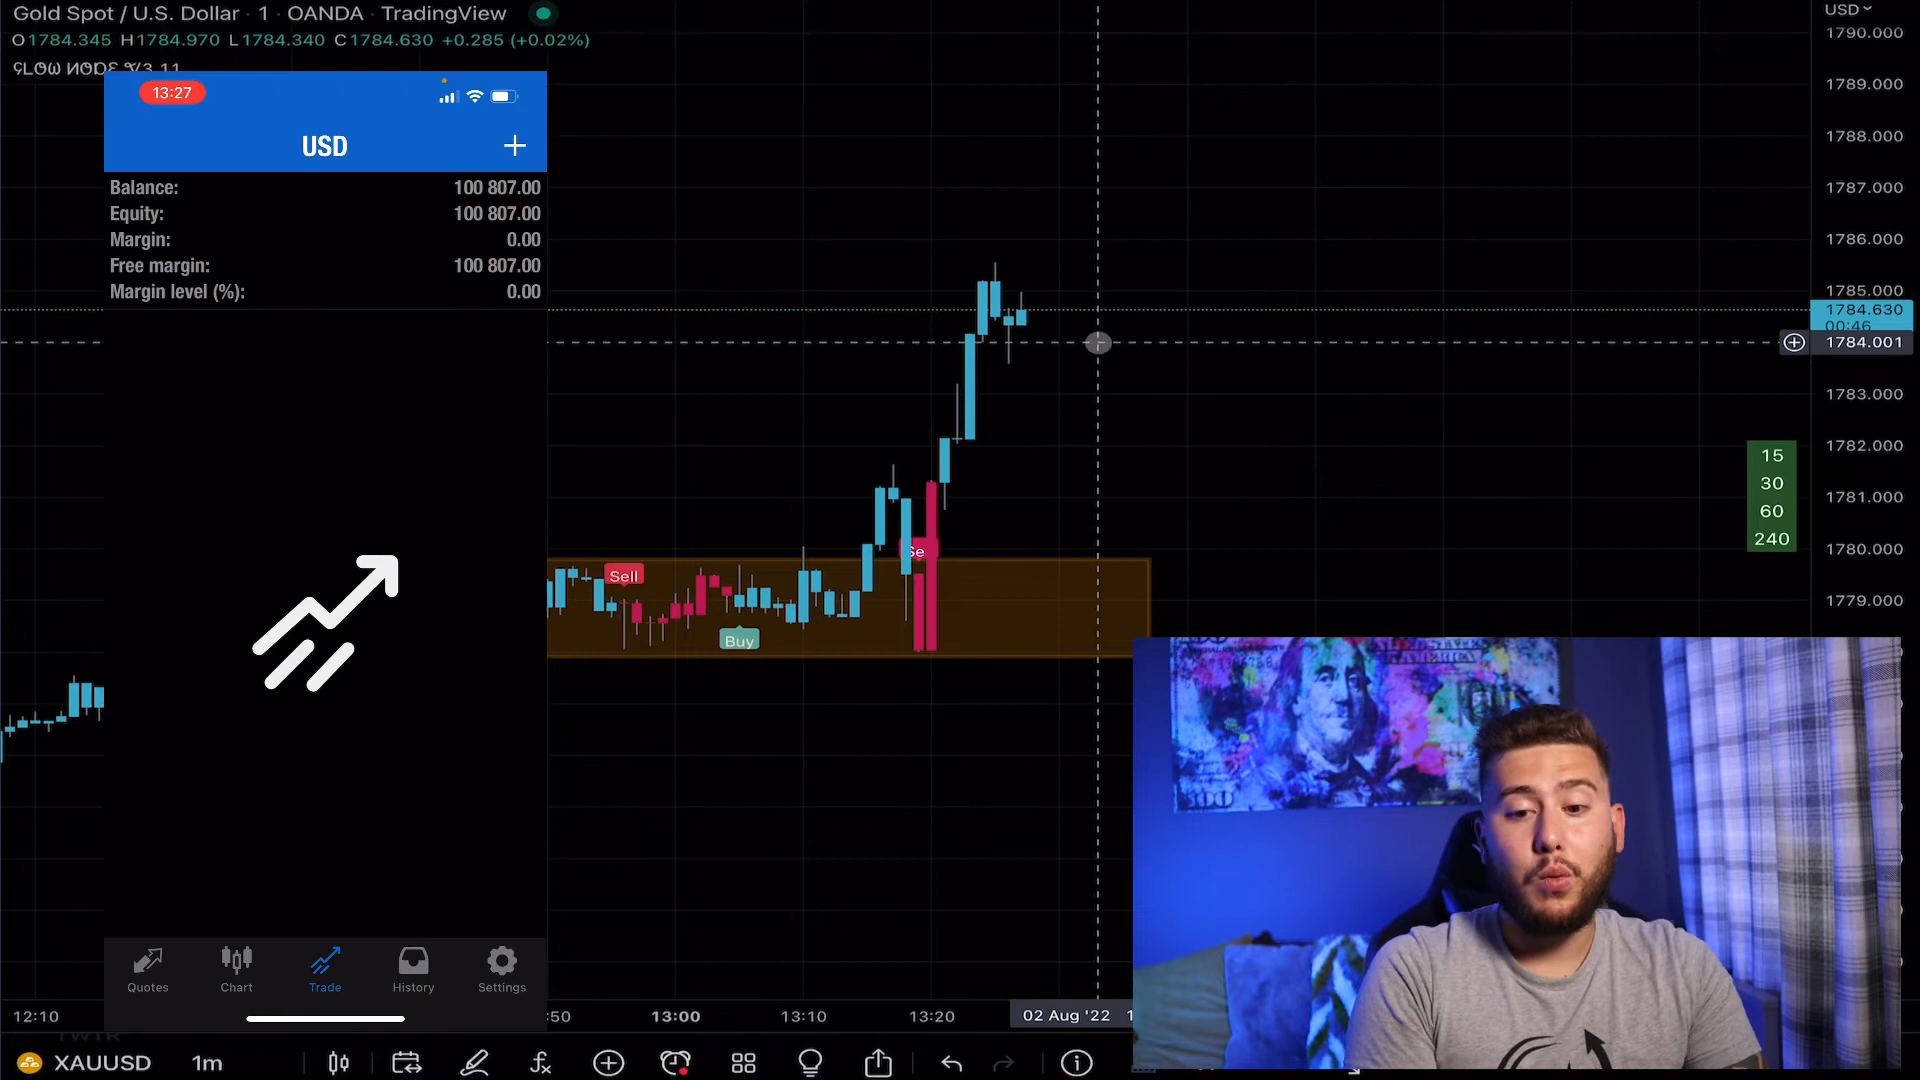 Gold Spot / U.S. Dollar · 1 · OANDA · TradingView
O1784.345 H1784.970 L1784.340 C1784.630 +0.285 (+0.02%)
USD
1790.000
1789.000
1788.000
1787.000
1786.000
1785.000
1784.630
00:46
1784.001
1783.000
1782.000
1781.000
1780.000
1779.000
13:27
USD
Balance: 100 807.00
Equity: 100 807.00
Margin: 0.00
Free margin: 100 807.00
Margin level (%): 0.00
Sell
Se
Buy
15
30
60
240
Quotes
Chart
Trade
History
Settings
12:10
:50
13:00
13:10
13:20
02 Aug '22
TWTR
XAUUSD
1m
100